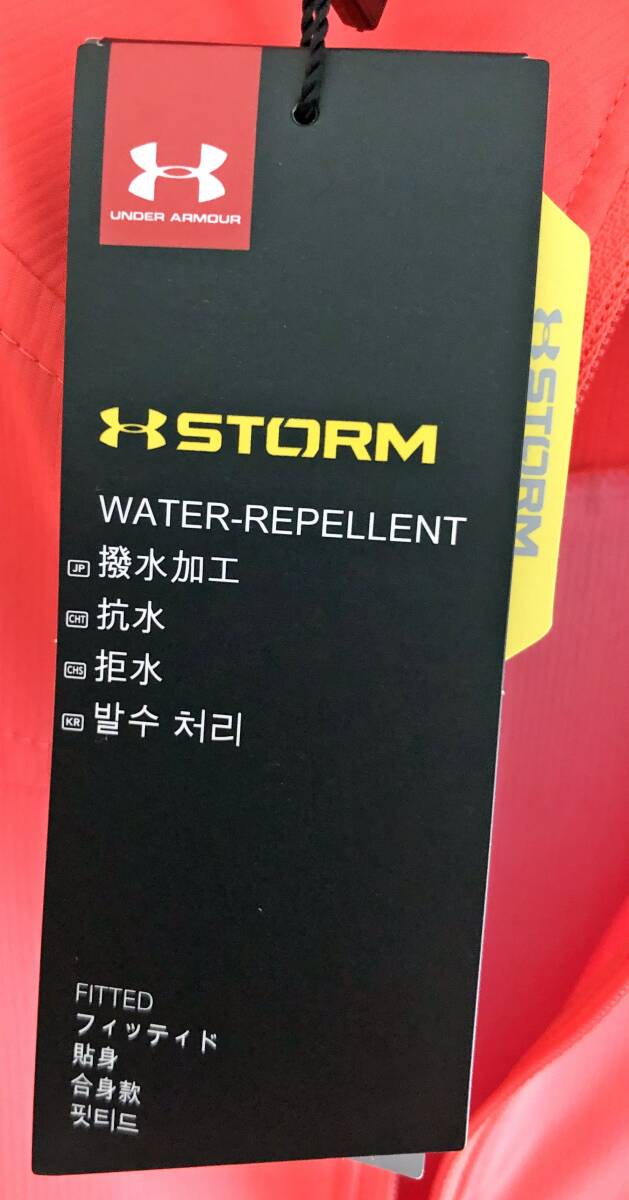 UNDER ARMOUR
STORM
WATER-REPELLENT
JP 撥水加工
CHT 抗水
CHS 拒水
KR 발수 처리
FITTED
フィッティド
貼身
合身款
핏티드
STORM